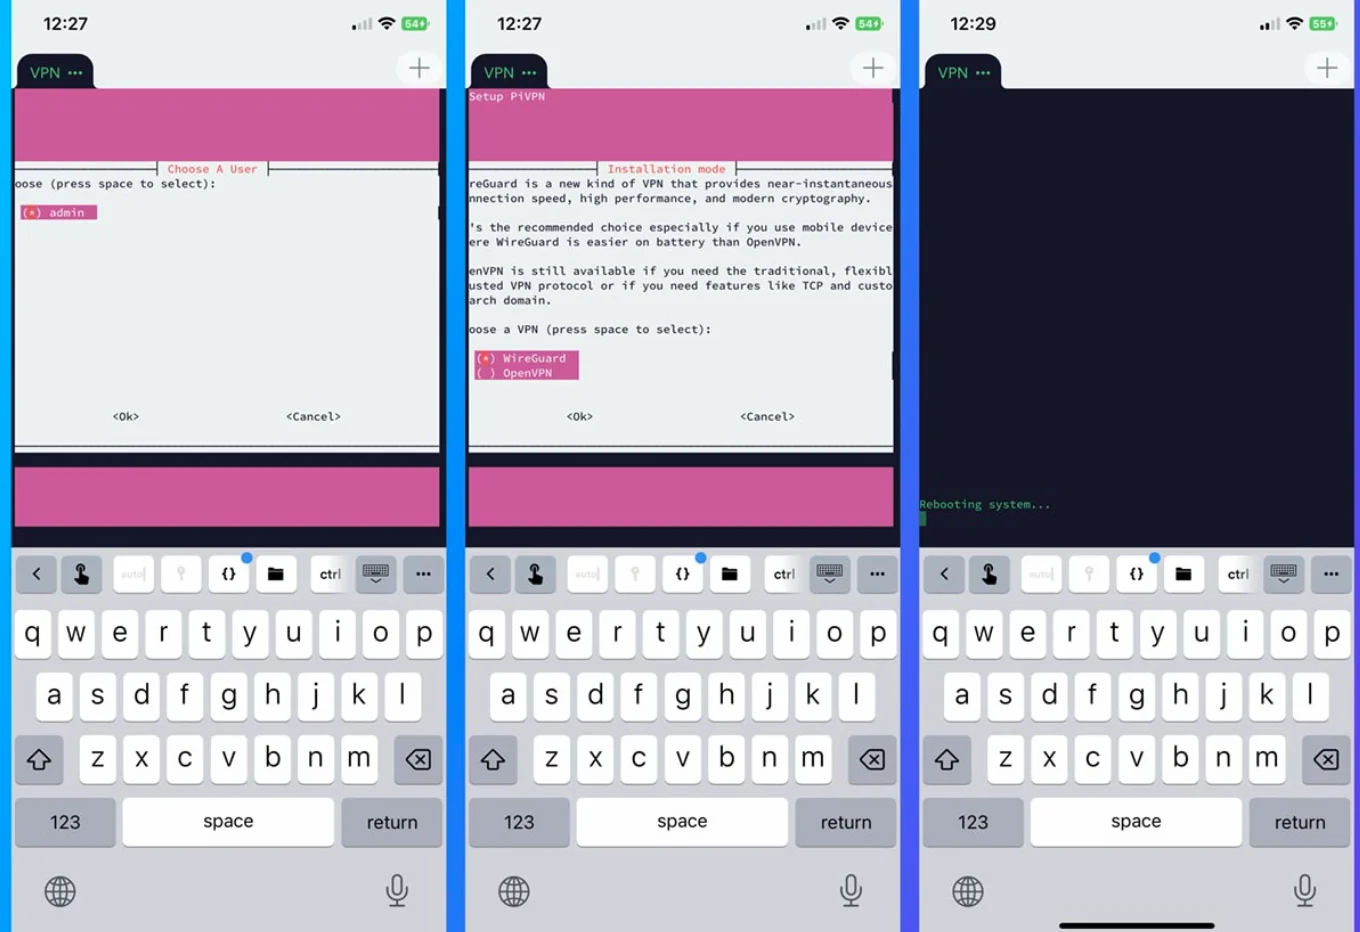 12:27
54
VPN •••
Choose A User
oose (press space to select):
(*) admin
<Ok> <Cancel>
auto
{}
ctrl
•••
q w e r t y u i o p
a s d f g h j k l
z x c v b n m
123 space return
12:27
54
VPN •••
Setup PiVPN
Installation mode
reGuard is a new kind of VPN that provides near-instantaneous
nnection speed, high performance, and modern cryptography.
's the recommended choice especially if you use mobile device
ere WireGuard is easier on battery than OpenVPN.
enVPN is still available if you need the traditional, flexibl
usted VPN protocol or if you need features like TCP and custo
arch domain.
oose a VPN (press space to select):
(*) WireGuard
( ) OpenVPN
<Ok> <Cancel>
auto
{}
ctrl
•••
q w e r t y u i o p
a s d f g h j k l
z x c v b n m
123 space return
12:29
55
VPN •••
Rebooting system...
auto
{}
ctrl
•••
q w e r t y u i o p
a s d f g h j k l
z x c v b n m
123 space return